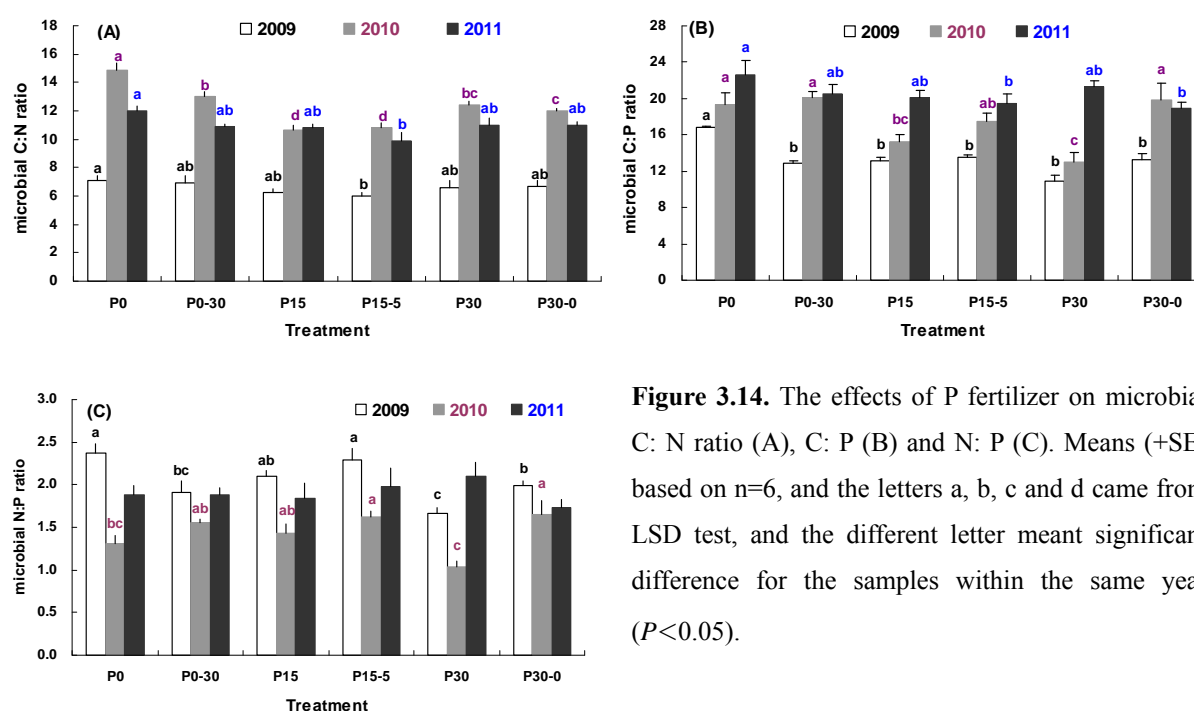 (A)
2009 2010 2011
microbial C:N ratio
18
16
14
12
10
8
6
4
2
0
a a a
ab b ab
ab d ab
b d b
ab bc ab
ab c ab
P0 P0-30 P15 P15-5 P30 P30-0
Treatment
(B)
2009 2010 2011
microbial C:P ratio
28
24
20
16
12
8
4
0
a a a
b a ab
b bc ab
b ab b
b c ab
b a b
P0 P0-30 P15 P15-5 P30 P30-0
Treatment
(C)
2009 2010 2011
microbial N:P ratio
3.0
2.5
2.0
1.5
1.0
0.5
0.0
a bc
bc ab
ab ab
a a
c c
b a
P0 P0-30 P15 P15-5 P30 P30-0
Treatment
Figure 3.14. The effects of P fertilizer on microbia
C: N ratio (A), C: P (B) and N: P (C). Means (+SE
based on n=6, and the letters a, b, c and d came from
LSD test, and the different letter meant significan
difference for the samples within the same yea
(P<0.05).